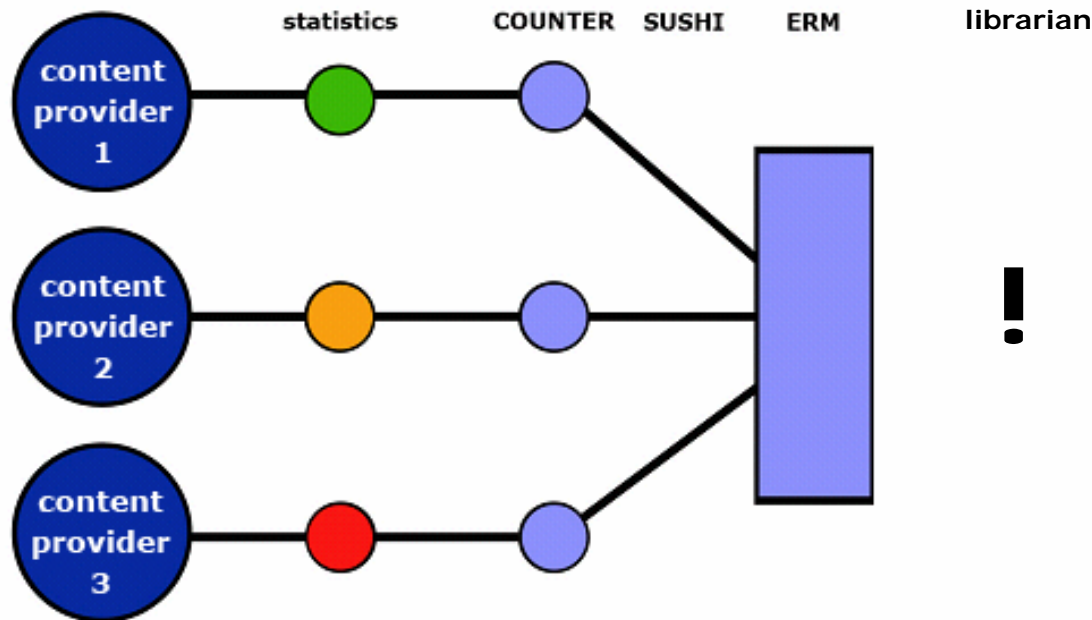 statistics COUNTER SUSHI ERM librarian
content
provider
1
content
provider
2
!
content
provider
3